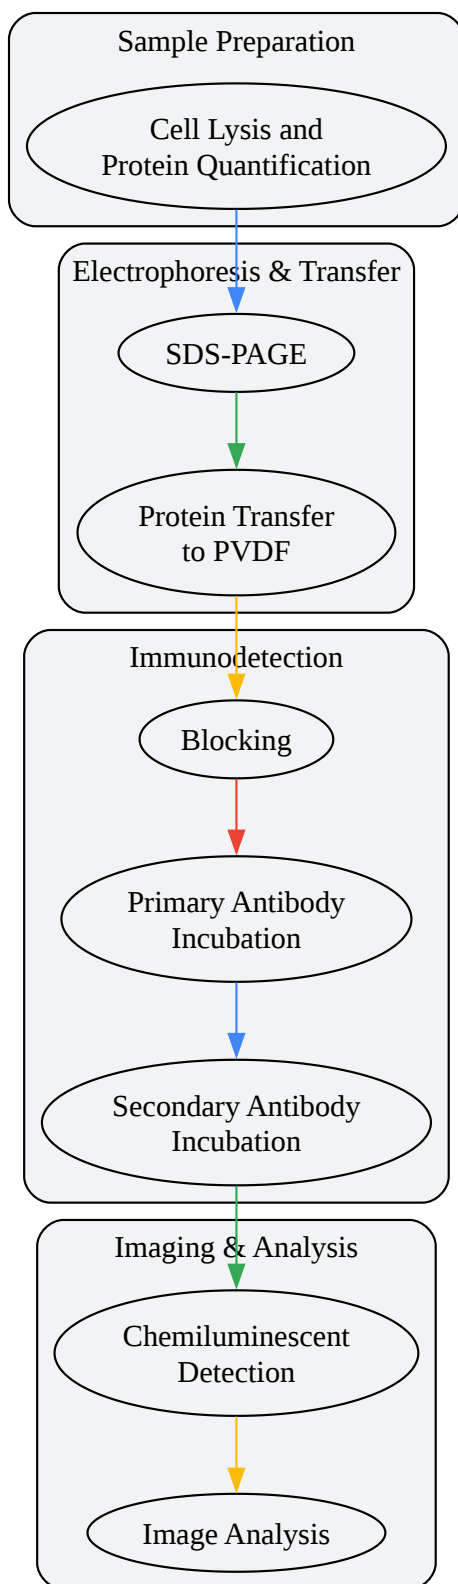 Sample Preparation
Cell Lysis and
Protein Quantification
Electrophoresis & Transfer
SDS-PAGE
Protein Transfer
to PVDF
Immunodetection
Blocking
Primary Antibody
Incubation
Secondary Antibody
Incubation
Imaging & Analysis
Chemiluminescent
Detection
Image Analysis